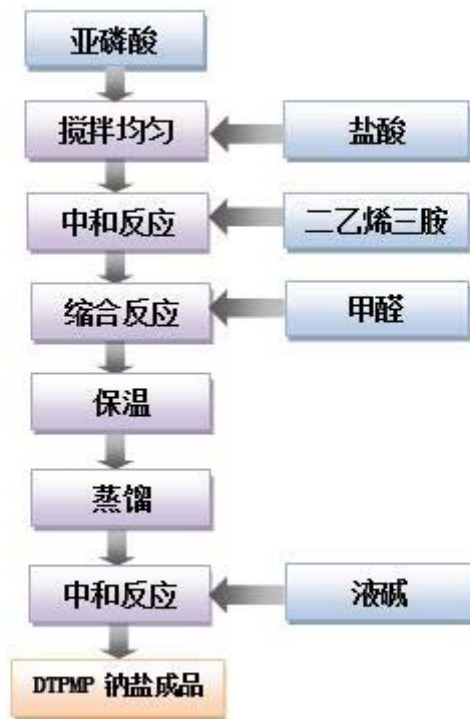 亚磷酸
搅拌均匀
盐酸
中和反应
二乙烯三胺
缩合反应
甲醛
保温
蒸馏
中和反应
液碱
DTPMP 钠盐成品